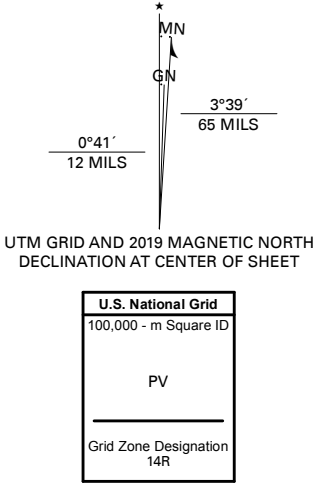 ★
MN
GN
3°39´
65 MILS
0°41´
12 MILS
UTM GRID AND 2019 MAGNETIC NORTH
DECLINATION AT CENTER OF SHEET
U.S. National Grid
100,000 - m Square ID
PV
Grid Zone Designation
14R